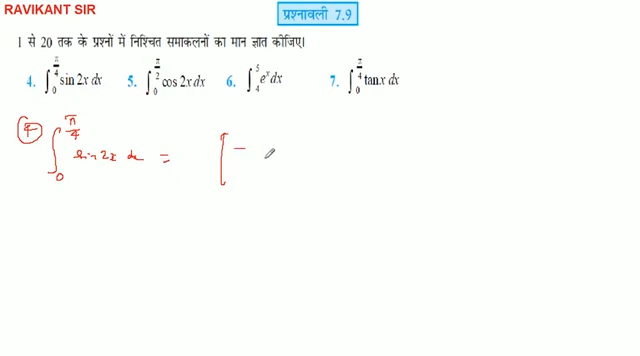 RAVIKANT SIR
प्रश्नावली 7.9
1 से 20 तक के प्रश्नों में निश्चित समाकलनों का मान ज्ञात कीजिए।
4. ∫₀^{π/4} sin 2x dx 5. ∫₀^{π/2} cos 2x dx 6. ∫₄^5 eˣ dx 7. ∫₀^{π/4} tan x dx
④ ∫₀^{π/4} sin 2x dx = [ −